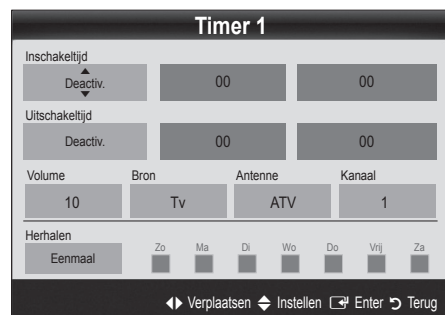 Timer 1
Inschakeltijd
Deactiv. 00 00
Uitschakeltijd
Deactiv. 00 00
Volume Bron Antenne Kanaal
10 Tv ATV 1
Herhalen
Zo Ma Di Wo Do Vrij Za
Eenmaal
Verplaatsen Instellen Enter Terug